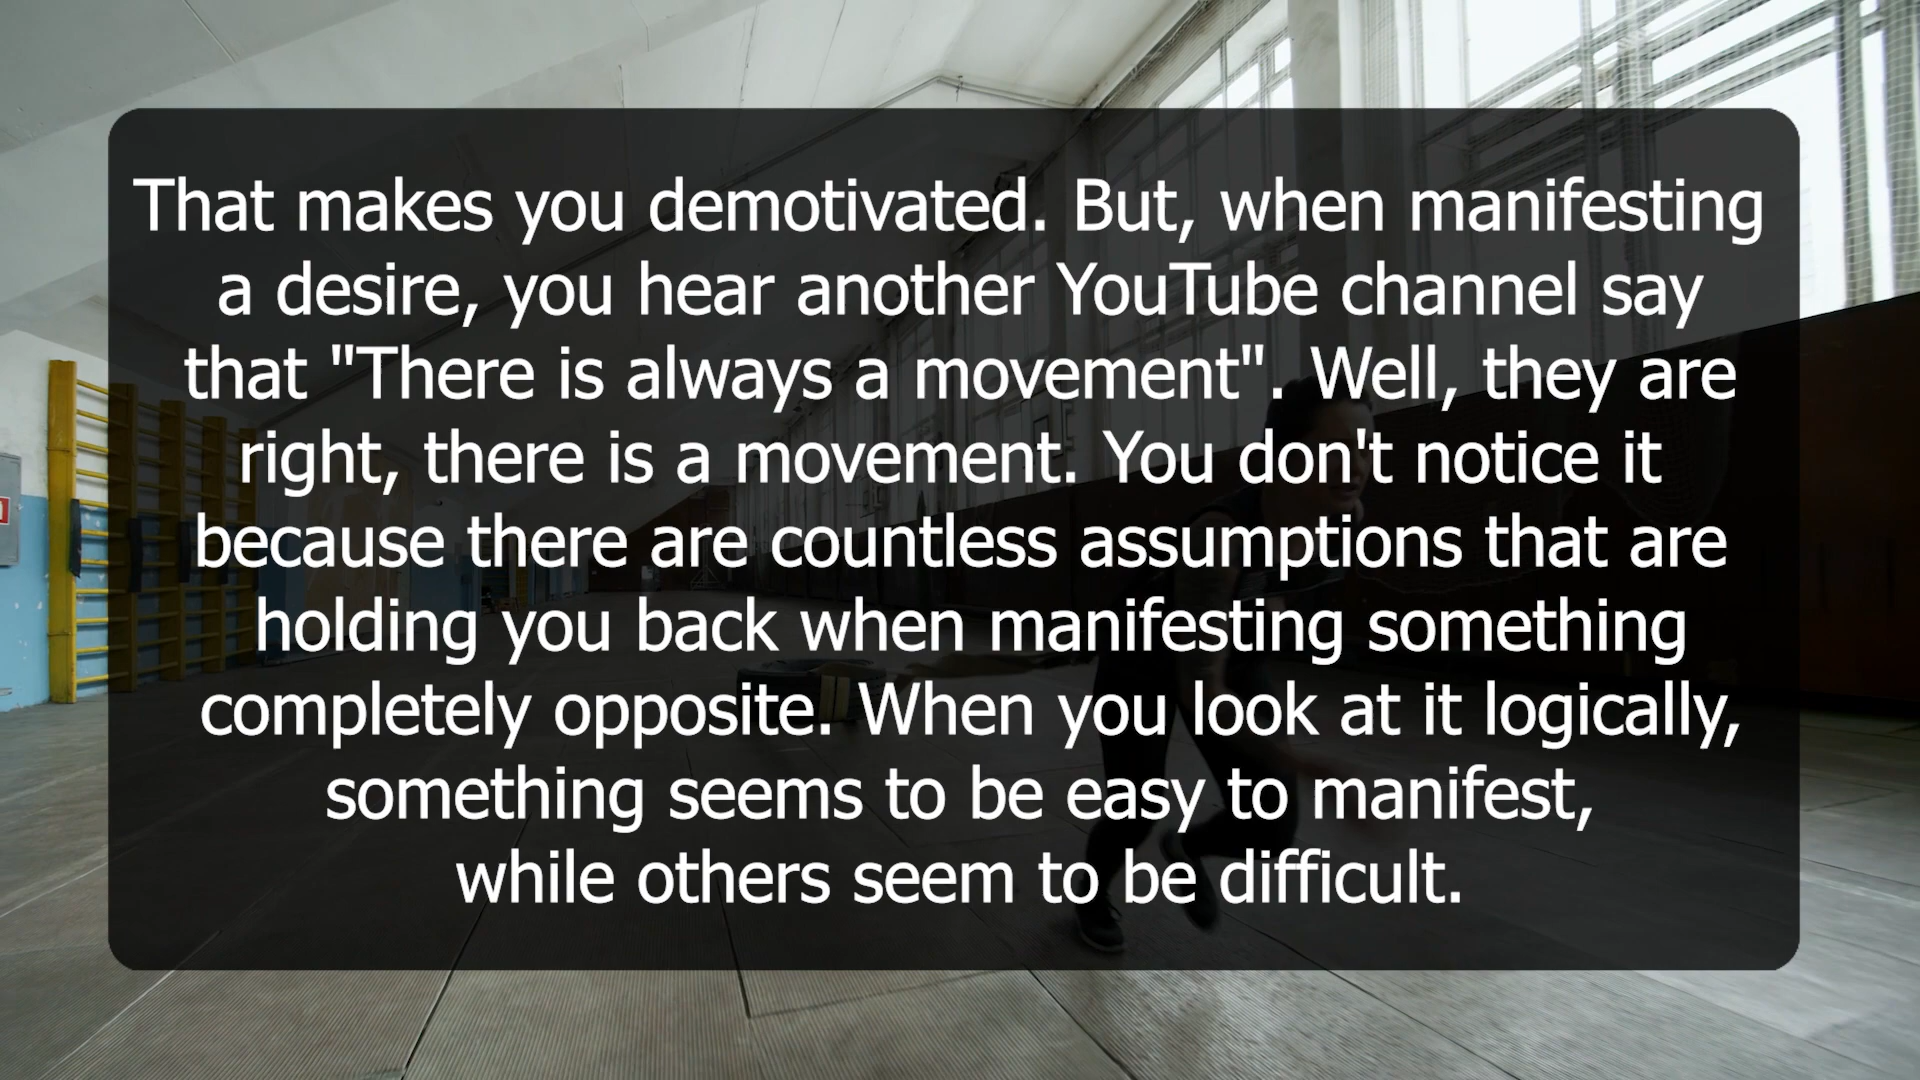 That makes you demotivated. But, when manifesting
a desire, you hear another YouTube channel say
that "There is always a movement". Well, they are
right, there is a movement. You don't notice it
because there are countless assumptions that are
holding you back when manifesting something
completely opposite. When you look at it logically,
something seems to be easy to manifest,
while others seem to be difficult.